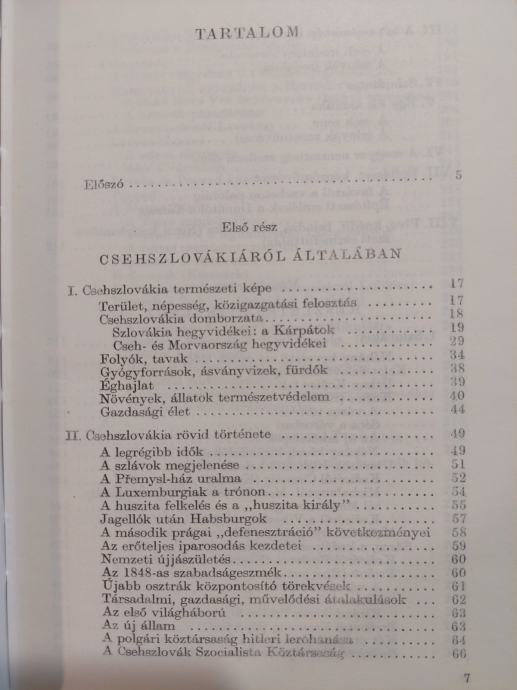 TARTALOM
Előszó ........ 5
Első rész
CSEHSZLOVÁKIÁRÓL ÁLTALÁBAN
I. Csehszlovákia természeti képe ........ 17
Terület, népesség, közigazgatási felosztás ........ 17
Csehszlovákia domborzata ........ 18
Szlovákia hegyvidékei: a Kárpátok ........ 19
Cseh- és Morvaország hegyvidékei ........ 29
Folyók, tavak ........ 34
Gyógyforrások, ásványvizek, fürdők ........ 38
Éghajlat ........ 39
Növények, állatok természetvédelem ........ 40
Gazdasági élet ........ 44
II. Csehszlovákia rövid története ........ 49
A legrégibb idők ........ 49
A szlávok megjelenése ........ 51
A Přemysl-ház uralma ........ 52
A Luxemburgiak a trónon ........ 54
A huszita felkelés és a „huszita király” ........ 55
Jagellók után Habsburgok ........ 57
A második prágai „defenesztráció” következményei 58
Az erőteljes iparosodás kezdetei ........ 59
Nemzeti újjászületés ........ 60
Az 1848-as szabadságeszmék ........ 60
Újabb osztrák központosító törekvések ........ 61
Társadalmi, gazdasági, művelődési átalakulások ... 62
Az első világháború ........ 63
Az új állam ........ 63
A polgári köztársaság hitleri lerohanása ........ 64
A Csehszlovák Szocialista Köztársaság ........ 66
7